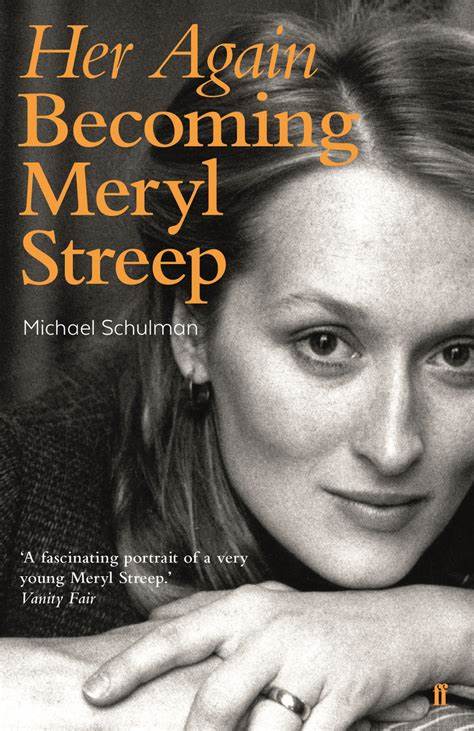 Her Again
Becoming
Meryl
Streep
Michael Schulman
‘A fascinating portrait of a very
young Meryl Streep.’
Vanity Fair
ff